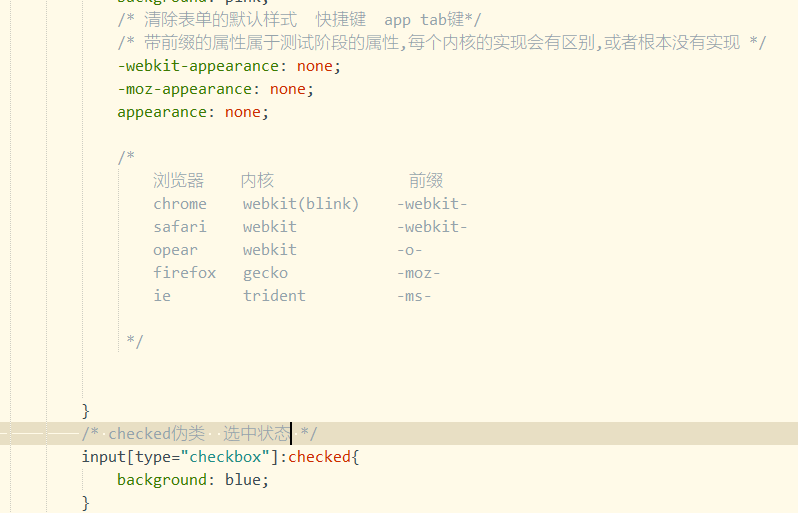 background: pink;
/* 清除表单的默认样式  快捷键  app tab键*/
/* 带前缀的属性属于测试阶段的属性,每个内核的实现会有区别,或者根本没有实现 */
-webkit-appearance: none;
-moz-appearance: none;
appearance: none;
/*
浏览器    内核               前缀
chrome    webkit(blink)    -webkit-
safari    webkit           -webkit-
opear     webkit           -o-
firefox   gecko            -moz-
ie        trident          -ms-
*/
}
/* checked伪类  选中状态 */
input[type="checkbox"]:checked{
background: blue;
}